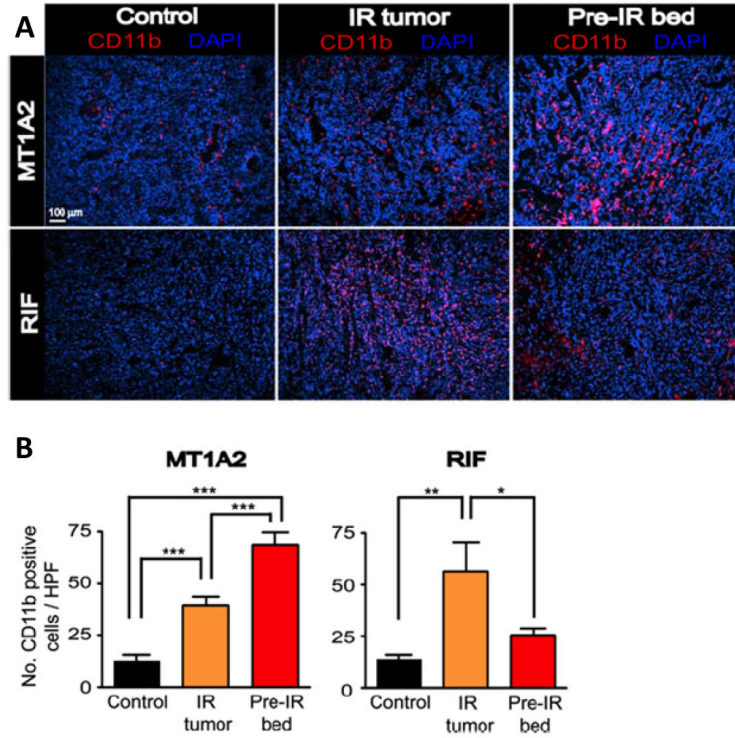 A
Control
IR tumor
Pre-IR bed
CD11b DAPI
CD11b DAPI
CD11b DAPI
MT1A2
100 µm
RIF
B
MT1A2
RIF
No. CD11b positive
cells / HPF
75
50
25
0
***
***
***
Control
IR
tumor
Pre-IR
bed
75
50
25
0
**
*
Control
IR
tumor
Pre-IR
bed